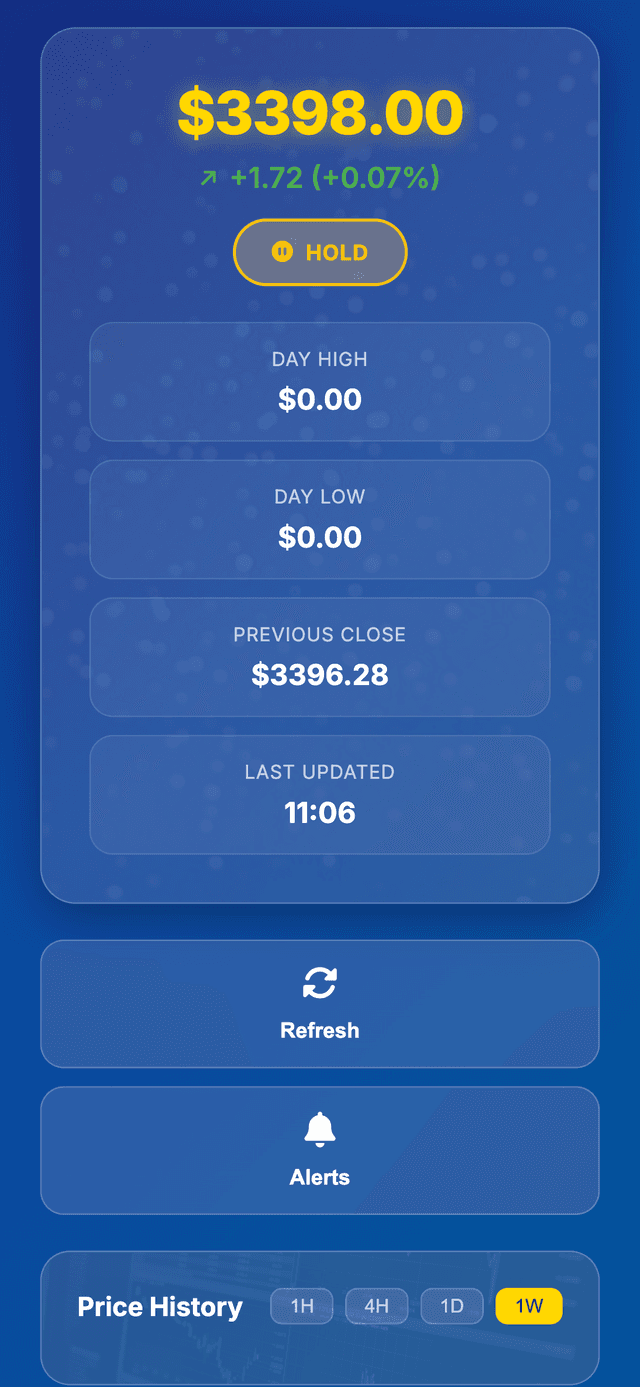 $3398.00
↗ +1.72 (+0.07%)
HOLD
DAY HIGH
$0.00
DAY LOW
$0.00
PREVIOUS CLOSE
$3396.28
LAST UPDATED
11:06
Refresh
Alerts
Price History 1H 4H 1D 1W